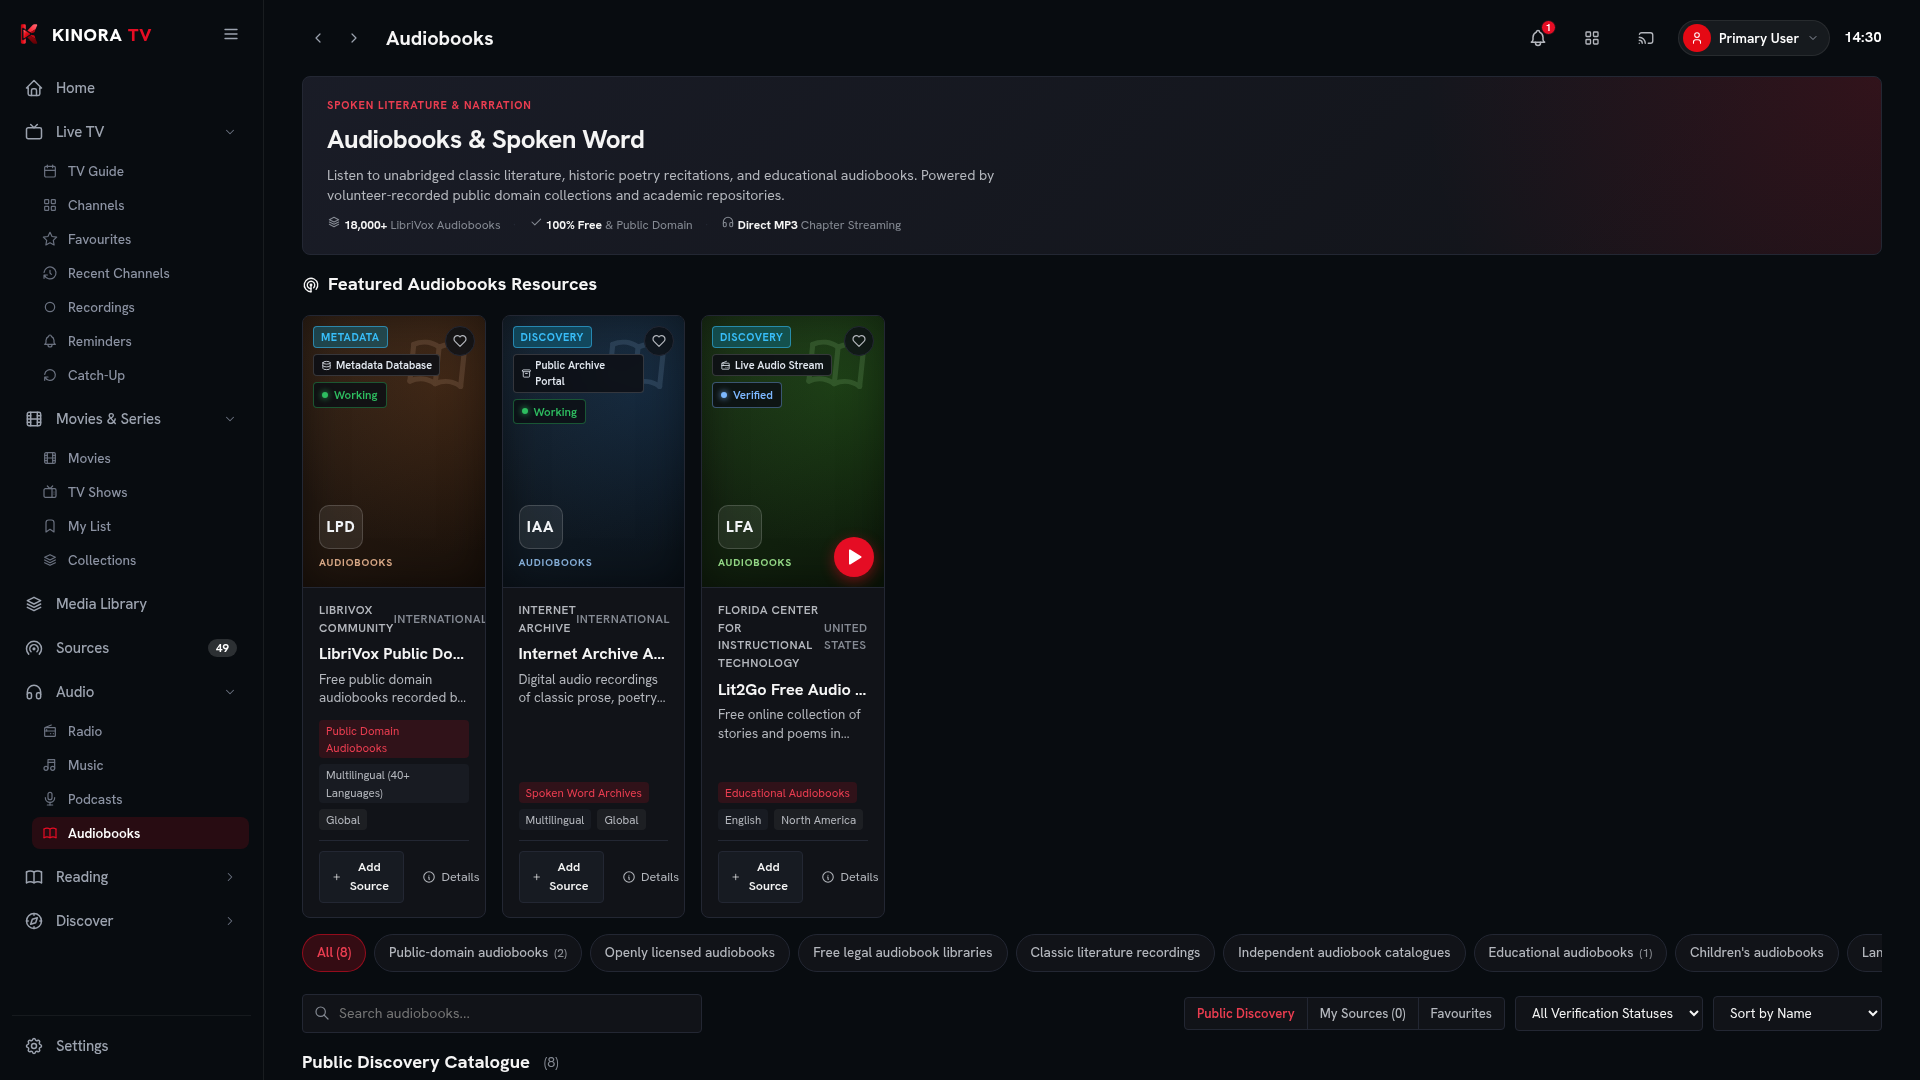 KINORA TV
Home
Live TV
TV Guide
Channels
Favourites
Recent Channels
Recordings
Reminders
Catch-Up
Movies & Series
Movies
TV Shows
My List
Collections
Media Library
Sources
49
Audio
Radio
Music
Podcasts
Audiobooks
Reading
Discover
Settings
Audiobooks
1
Primary User
14:30
SPOKEN LITERATURE & NARRATION
Audiobooks & Spoken Word
Listen to unabridged classic literature, historic poetry recitations, and educational audiobooks. Powered by
volunteer-recorded public domain collections and academic repositories.
18,000+ LibriVox Audiobooks
100% Free & Public Domain
Direct MP3 Chapter Streaming
Featured Audiobooks Resources
METADATA
Metadata Database
Working
LPD
AUDIOBOOKS
LIBRIVOX
COMMUNITY
INTERNATIONAL
LibriVox Public Do...
Free public domain
audiobooks recorded b...
Public Domain
Audiobooks
Multilingual (40+
Languages)
Global
Add
Source
Details
DISCOVERY
Public Archive
Portal
Working
IAA
AUDIOBOOKS
INTERNET
ARCHIVE
INTERNATIONAL
Internet Archive A...
Digital audio recordings
of classic prose, poetry...
Spoken Word Archives
Multilingual
Global
Add
Source
Details
DISCOVERY
Live Audio Stream
Verified
LFA
AUDIOBOOKS
FLORIDA CENTER
FOR
INSTRUCTIONAL
TECHNOLOGY
UNITED
STATES
Lit2Go Free Audio ...
Free online collection of
stories and poems in...
Educational Audiobooks
English
North America
Add
Source
Details
All (8)
Public-domain audiobooks (2)
Openly licensed audiobooks
Free legal audiobook libraries
Classic literature recordings
Independent audiobook catalogues
Educational audiobooks (1)
Children's audiobooks
Lan
Search audiobooks...
Public Discovery
My Sources (0)
Favourites
All Verification Statuses
Sort by Name
Public Discovery Catalogue (8)